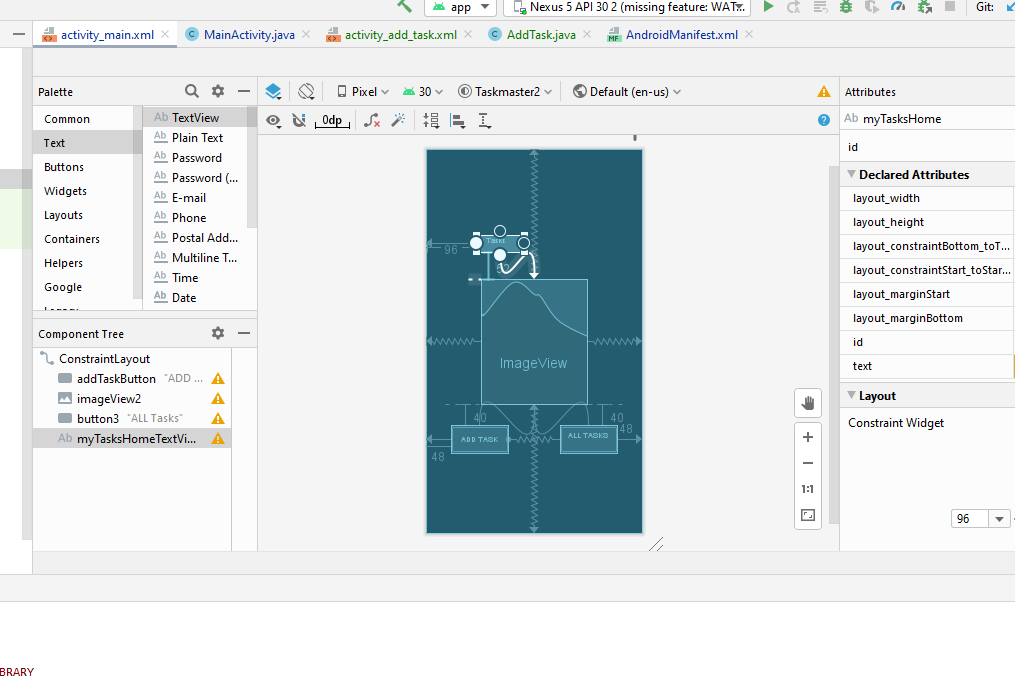 app
Nexus 5 API 30 2 (missing feature: WAT...
Git:
activity_main.xml
MainActivity.java
activity_add_task.xml
AddTask.java
AndroidManifest.xml
Palette
Pixel
30
Taskmaster2
Default (en-us)
Attributes
Common
Text
Buttons
Widgets
Layouts
Containers
Helpers
Google
Ab TextView
Ab Plain Text
Ab Password
Ab Password (...
Ab E-mail
Ab Phone
Ab Postal Add...
Ab Multiline T...
Ab Time
Ab Date
0dp
Ab myTasksHome
id
Declared Attributes
layout_width
layout_height
layout_constraintBottom_toT...
layout_constraintStart_toStar...
layout_marginStart
layout_marginBottom
id
text
Layout
Constraint Widget
96
Component Tree
ConstraintLayout
addTaskButton "ADD ...
imageView2
button3 "ALL Tasks"
Ab myTasksHomeTextVi...
96
ImageView
40
40
ADD TASK
ALL TASKS
48
48
1:1
BRARY